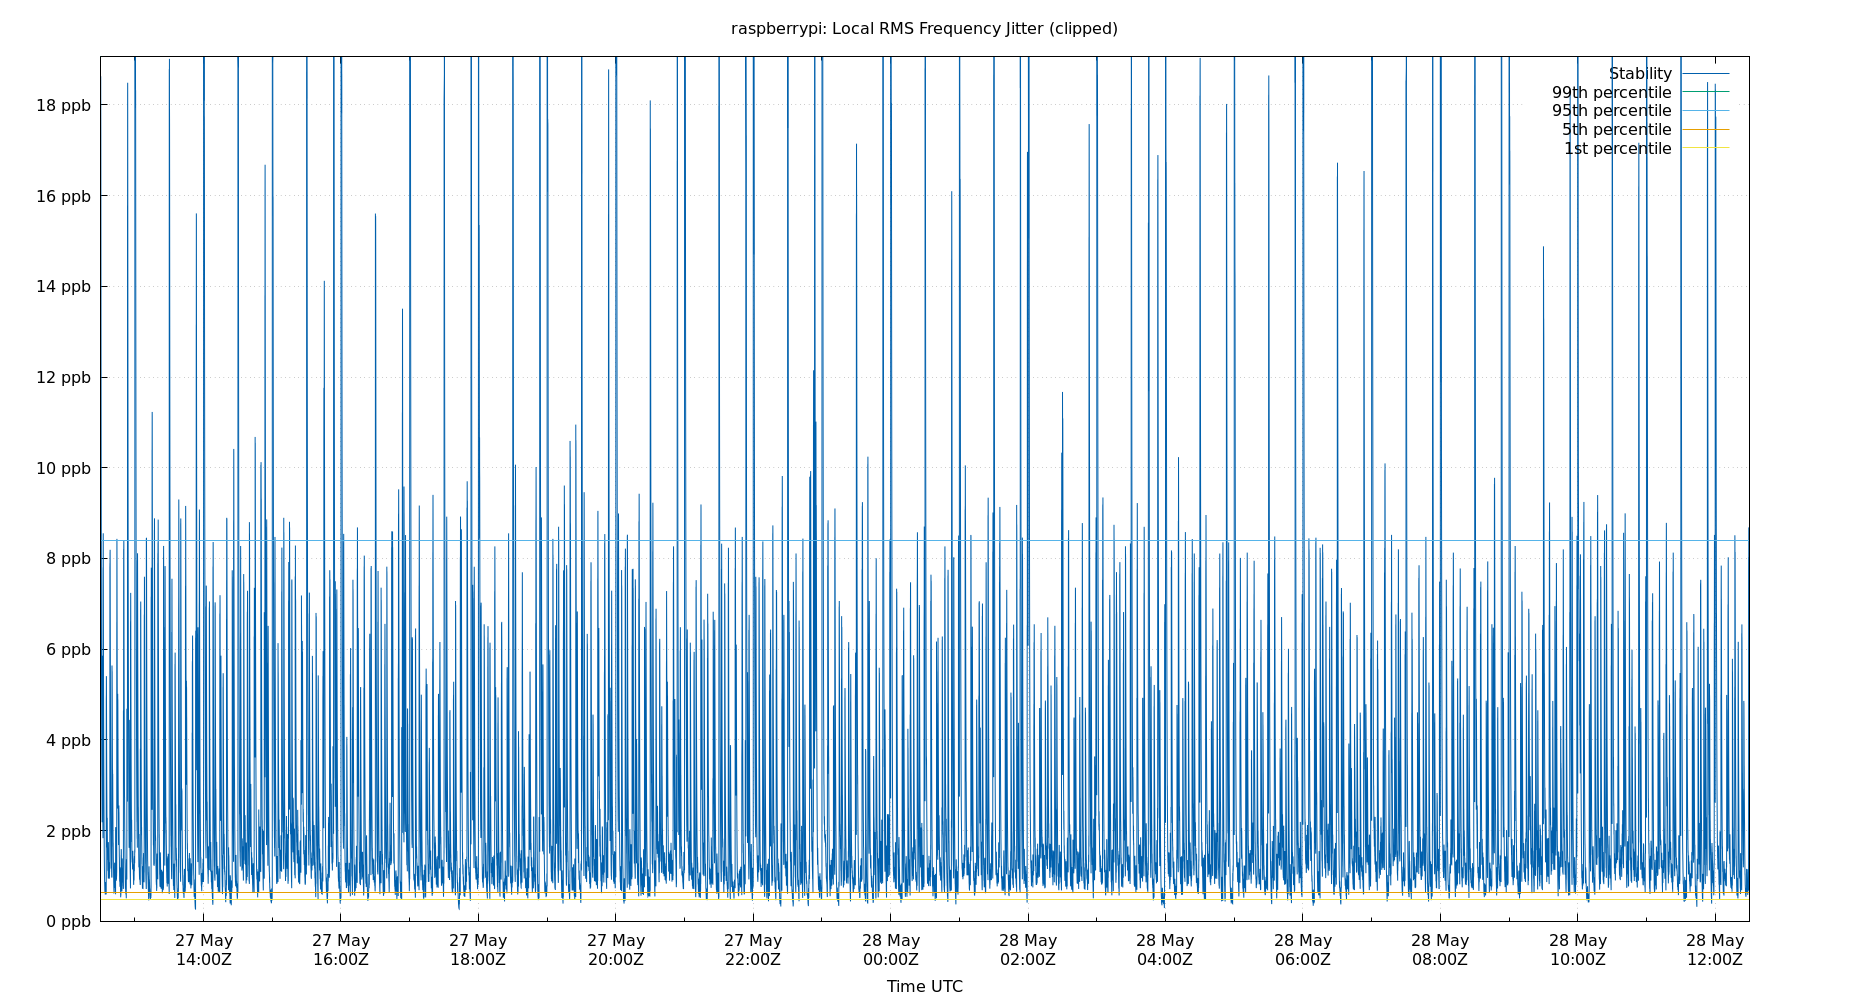 raspberrypi: Local RMS Frequency Jitter (clipped)
Stability
99th percentile
95th percentile
5th percentile
1st percentile
18 ppb
16 ppb
14 ppb
12 ppb
10 ppb
8 ppb
6 ppb
4 ppb
2 ppb
0 ppb
27 May 27 May 27 May 27 May 27 May 28 May 28 May 28 May 28 May 28 May 28 May 28 May
14:00Z 16:00Z 18:00Z 20:00Z 22:00Z 00:00Z 02:00Z 04:00Z 06:00Z 08:00Z 10:00Z 12:00Z
Time UTC